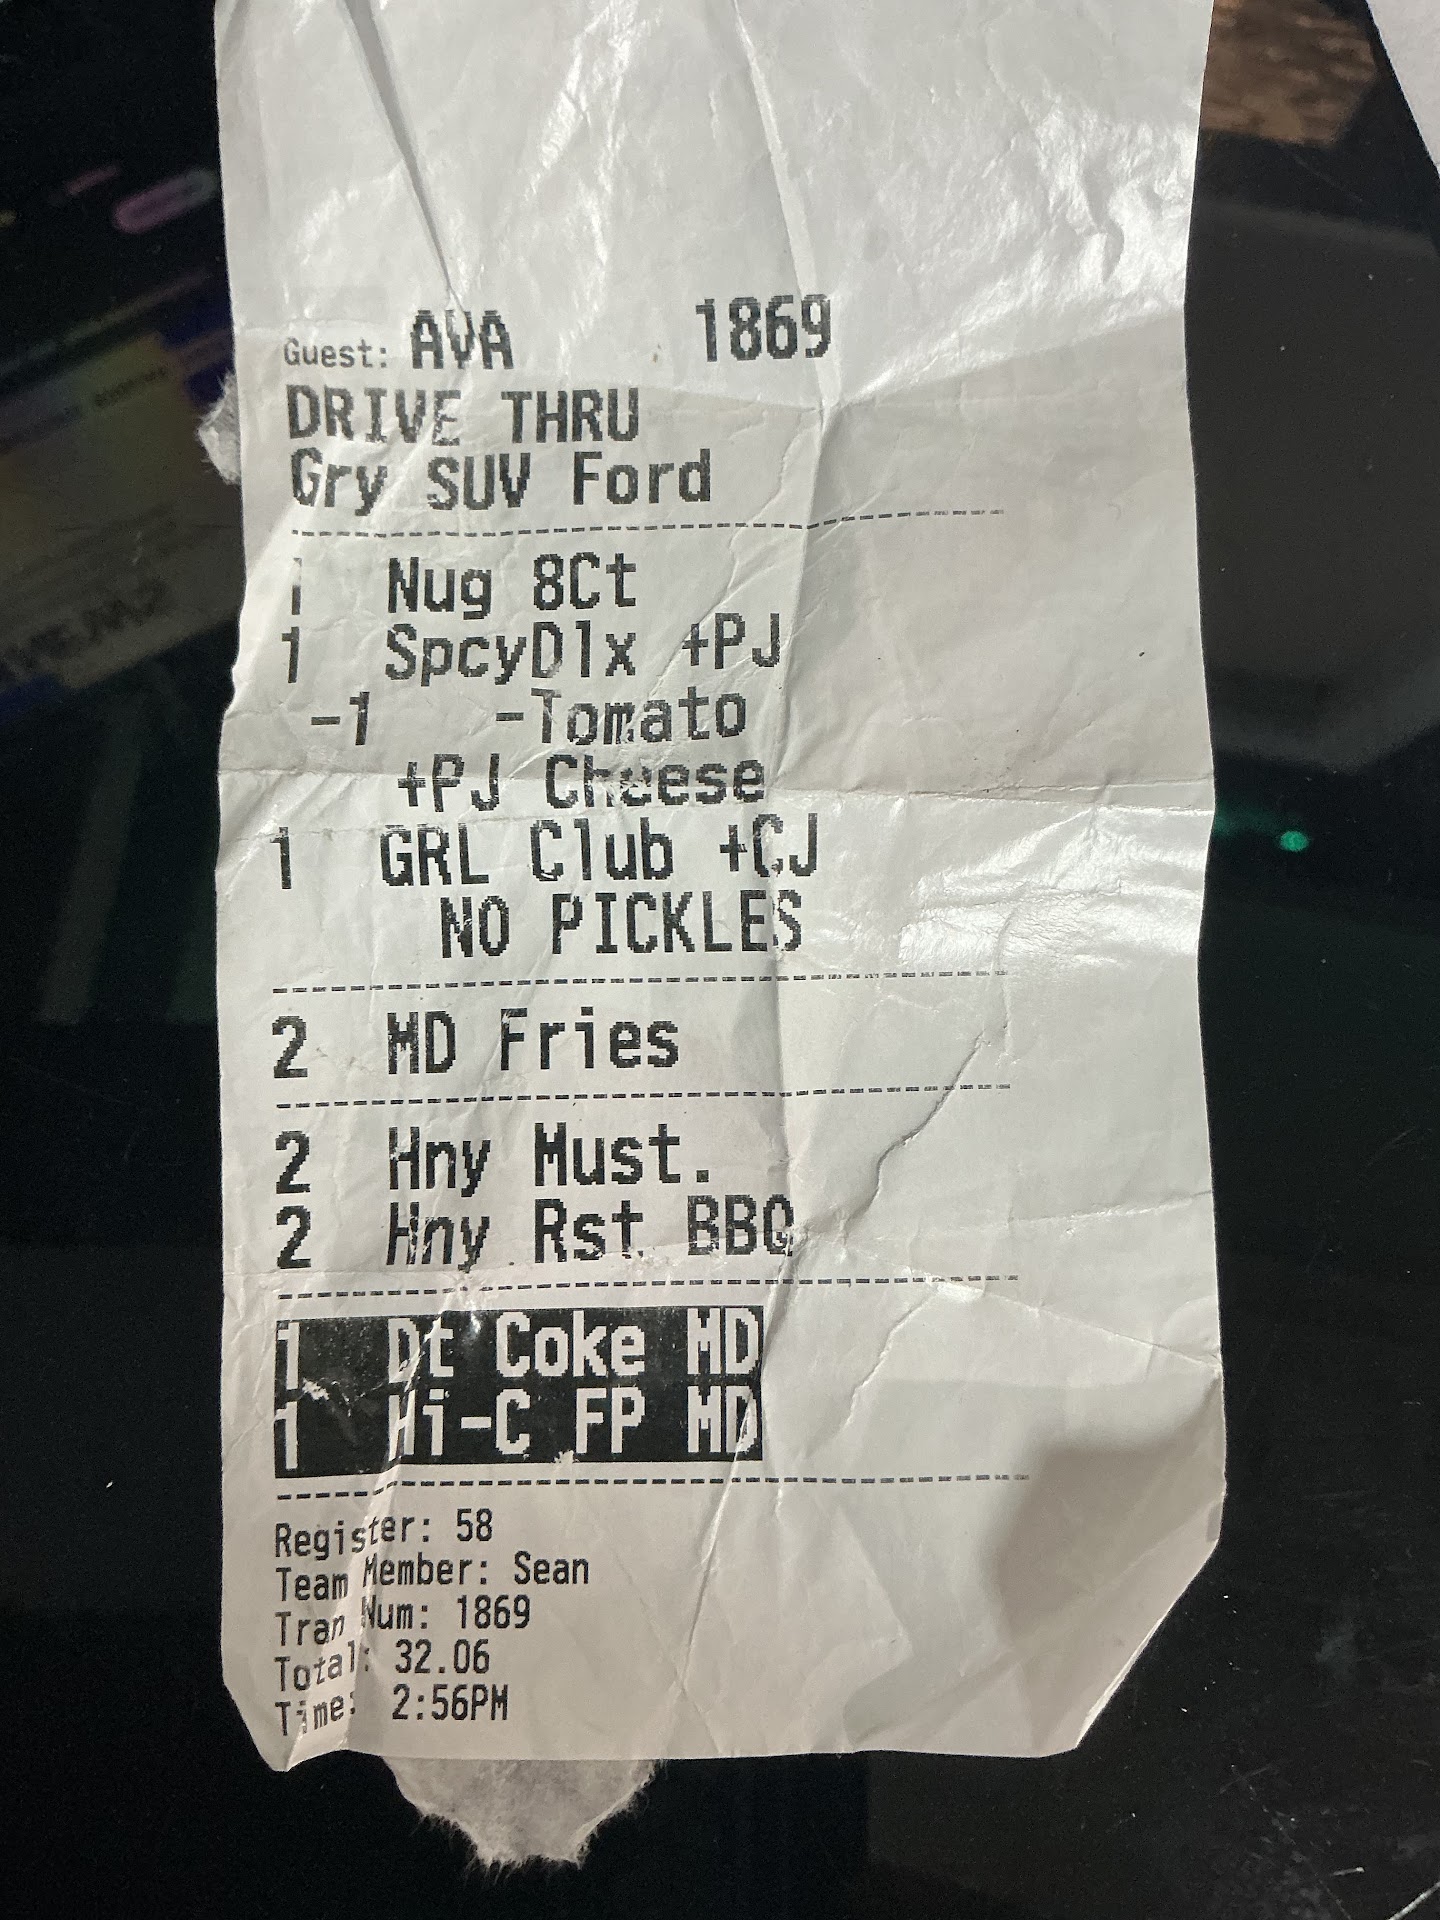 Guest: AVA 1869
DRIVE THRU
Gry SUV Ford
1 Nug 8Ct
1 SpcyDlx +PJ
-1 -Tomato
+PJ Cheese
1 GRL Club +CJ
NO PICKLES
2 MD Fries
2 Hny Must.
2 Hny Rst BBQ
1 Dt Coke MD
1 Hi-C FP MD
Register: 58
Team Member: Sean
Tran Num: 1869
Total: 32.06
Time: 2:56PM